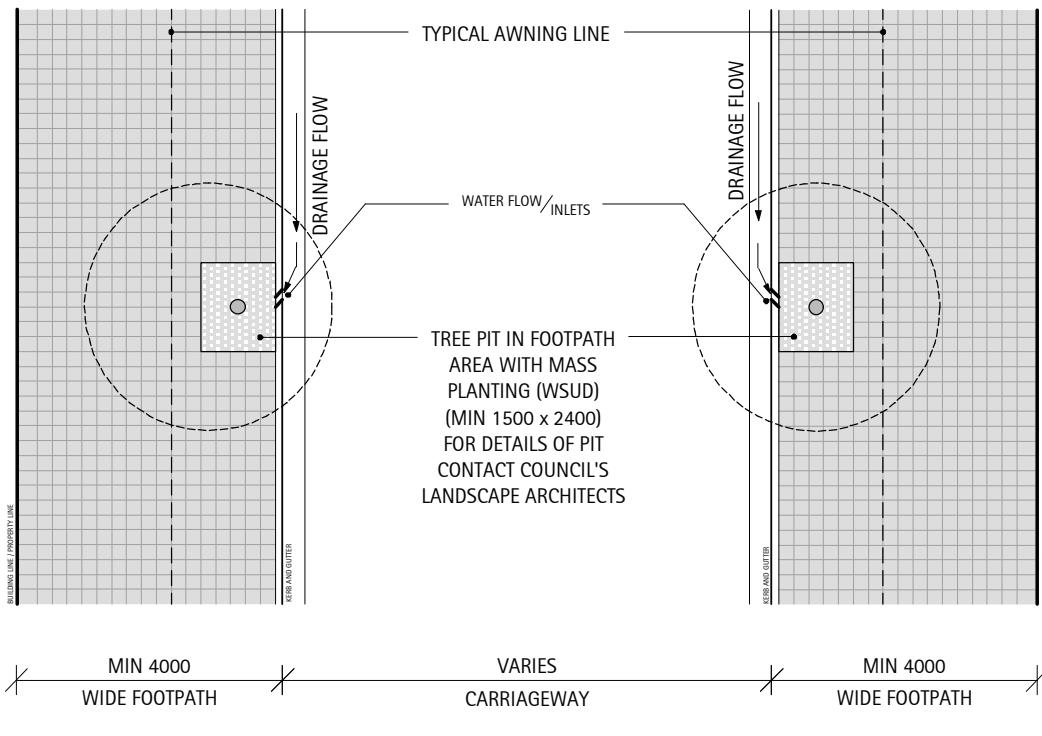 TYPICAL AWNING LINE
DRAINAGE FLOW
DRAINAGE FLOW
WATER FLOW/INLETS
TREE PIT IN FOOTPATH
AREA WITH MASS
PLANTING (WSUD)
(MIN 1500 x 2400)
FOR DETAILS OF PIT
CONTACT COUNCIL'S
LANDSCAPE ARCHITECTS
BUILDING LINE / PROPERTY LINE
KERB AND GUTTER
KERB AND GUTTER
MIN 4000
WIDE FOOTPATH
VARIES
CARRIAGEWAY
MIN 4000
WIDE FOOTPATH